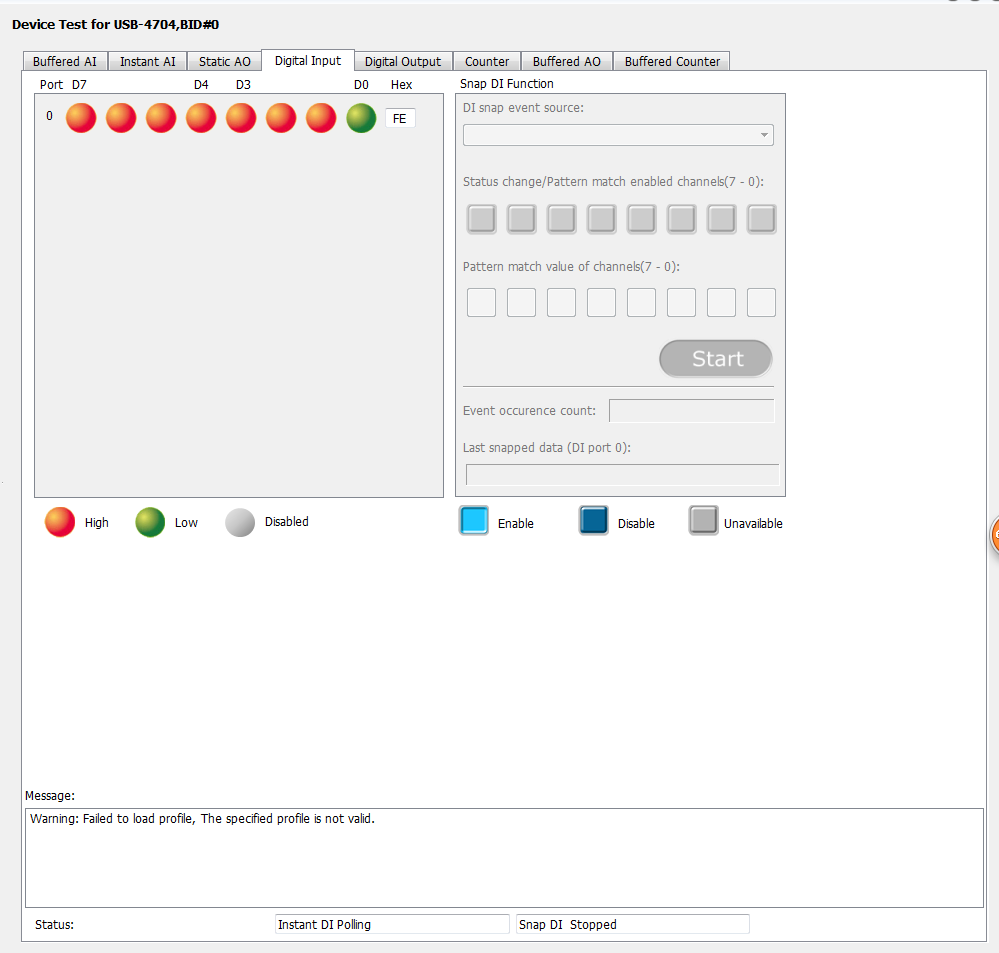 Device Test for USB-4704,BID#0
Buffered AI Instant AI Static AO Digital Input Digital Output Counter Buffered AO Buffered Counter
Port D7 D4 D3 D0 Hex
0 FE
High Low Disabled
Snap DI Function
DI snap event source:
Status change/Pattern match enabled channels(7 - 0):
Pattern match value of channels(7 - 0):
Start
Event occurence count:
Last snapped data (DI port 0):
Enable Disable Unavailable
Message:
Warning: Failed to load profile, The specified profile is not valid.
Status: Instant DI Polling Snap DI Stopped